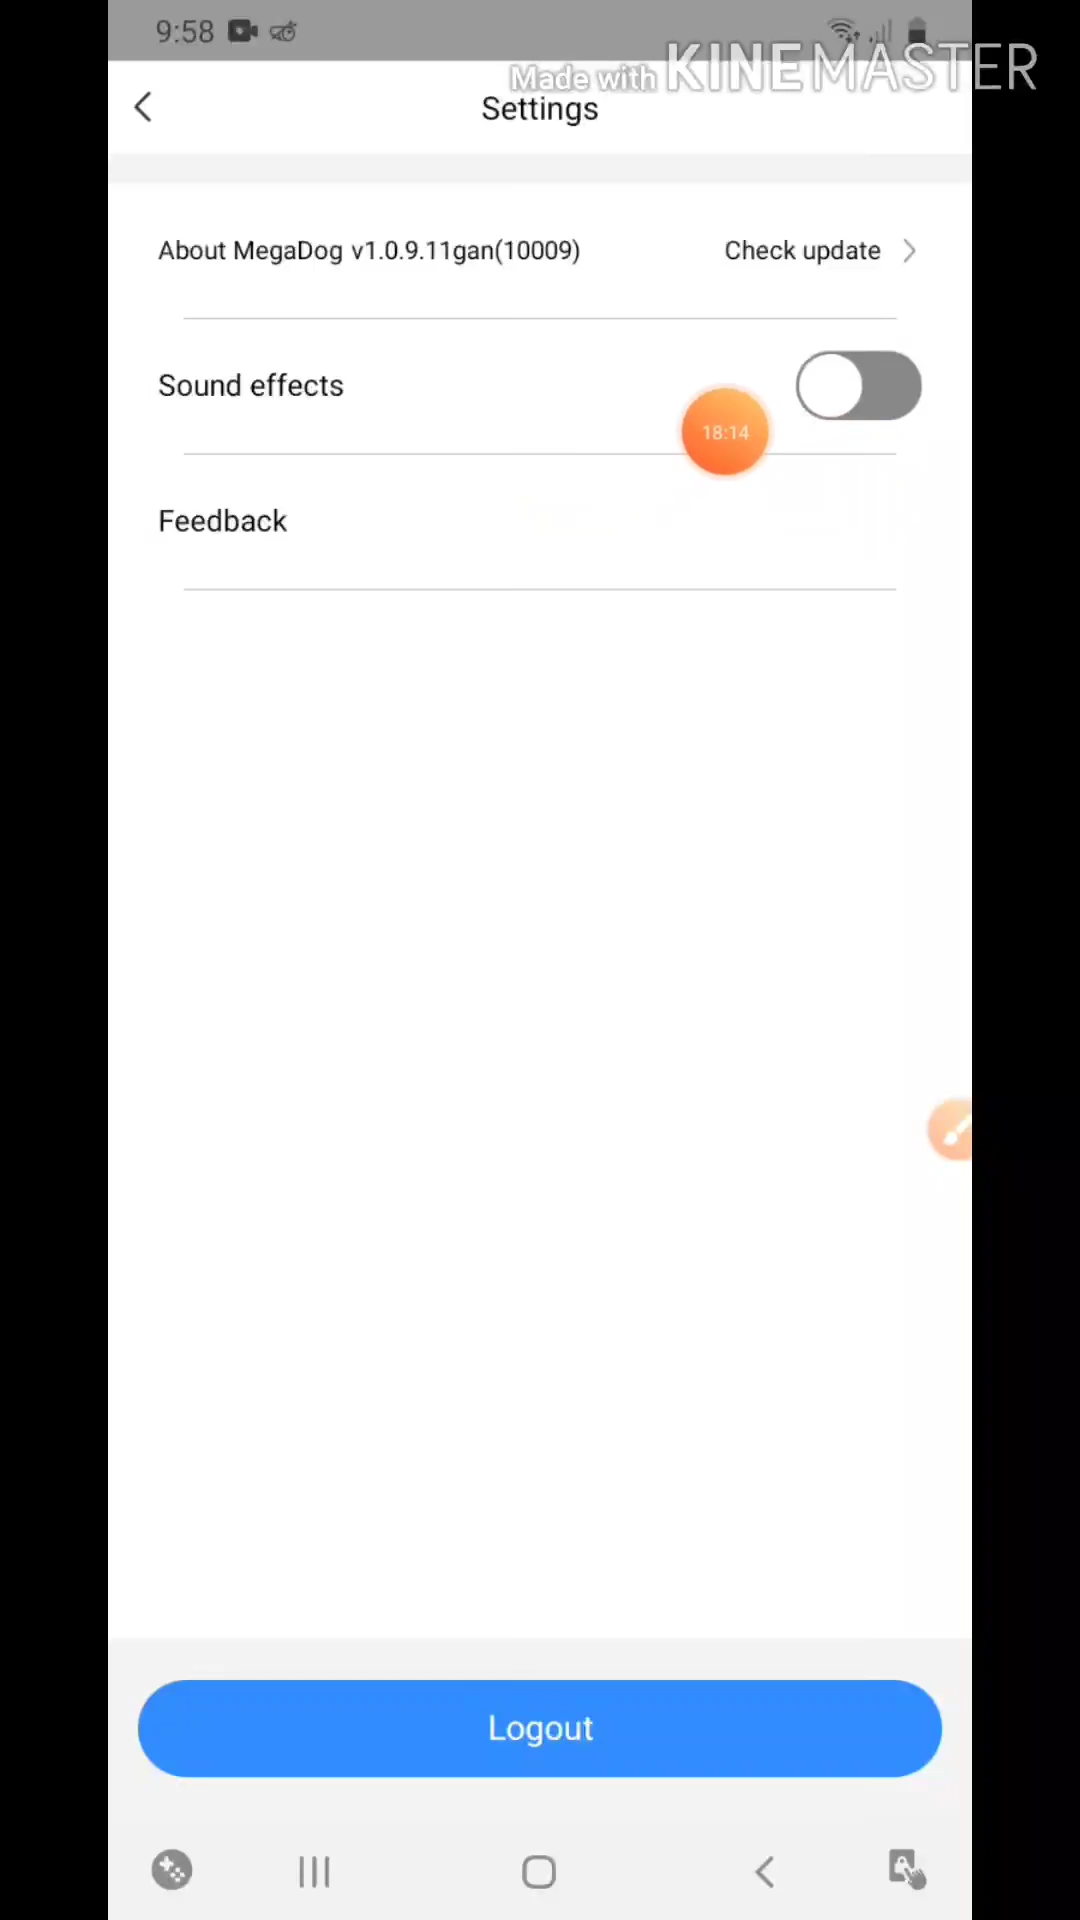 9:58
Made with KINEMASTER
Settings
About MegaDog v1.0.9.11gan(10009)
Check update
Sound effects
18:14
Feedback
Logout